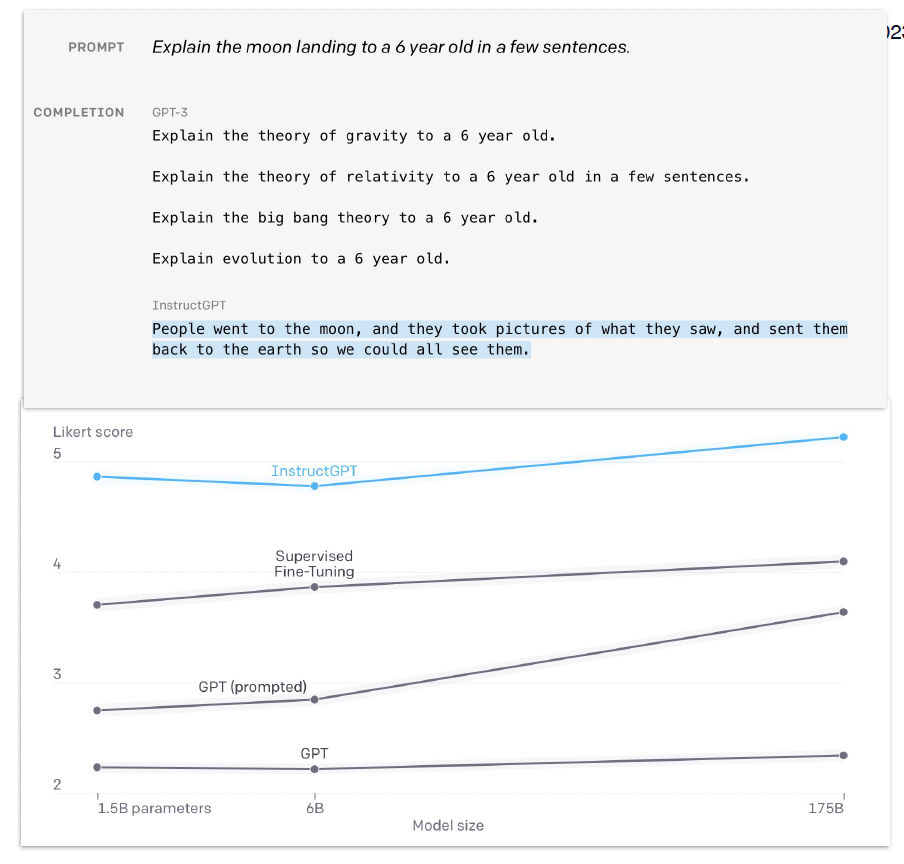 PROMPT Explain the moon landing to a 6 year old in a few sentences.
COMPLETION GPT-3
Explain the theory of gravity to a 6 year old.
Explain the theory of relativity to a 6 year old in a few sentences.
Explain the big bang theory to a 6 year old.
Explain evolution to a 6 year old.
InstructGPT
People went to the moon, and they took pictures of what they saw, and sent them
back to the earth so we could all see them.
Likert score
5
InstructGPT
4
Supervised
Fine-Tuning
3
GPT (prompted)
GPT
2
1.5B parameters 6B 175B
Model size